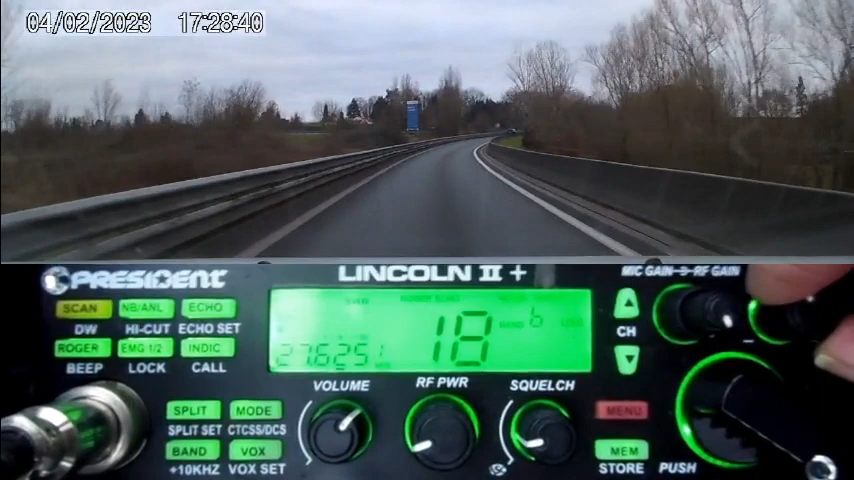 04/02/2023 17:28:40
PRESIDENT
LINCOLN II +
MIC GAIN RF GAIN
SCAN NB/ANL ECHO
DW HI-CUT ECHO SET
ROGER EMG 1/2 INDIC
BEEP LOCK CALL
18 BAND b
27.6251
CH
VOLUME RF PWR SQUELCH
SPLIT MODE MENU
SPLIT SET CTCSS/DCS
BAND VOX MEM
+10KHZ VOX SET STORE PUSH